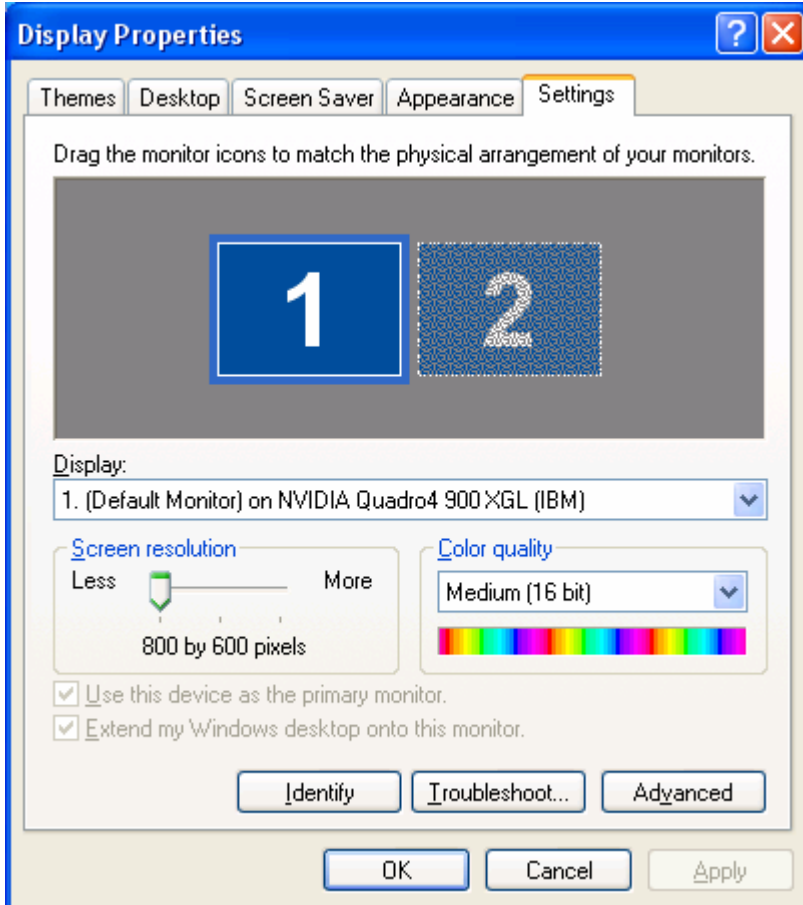 Display Properties
Themes Desktop Screen Saver Appearance Settings
Drag the monitor icons to match the physical arrangement of your monitors.
1 2
Display:
1. (Default Monitor) on NVIDIA Quadro4 900 XGL (IBM)
Screen resolution
Less More
800 by 600 pixels
Color quality
Medium (16 bit)
Use this device as the primary monitor.
Extend my Windows desktop onto this monitor.
Identify Troubleshoot... Advanced
OK Cancel Apply